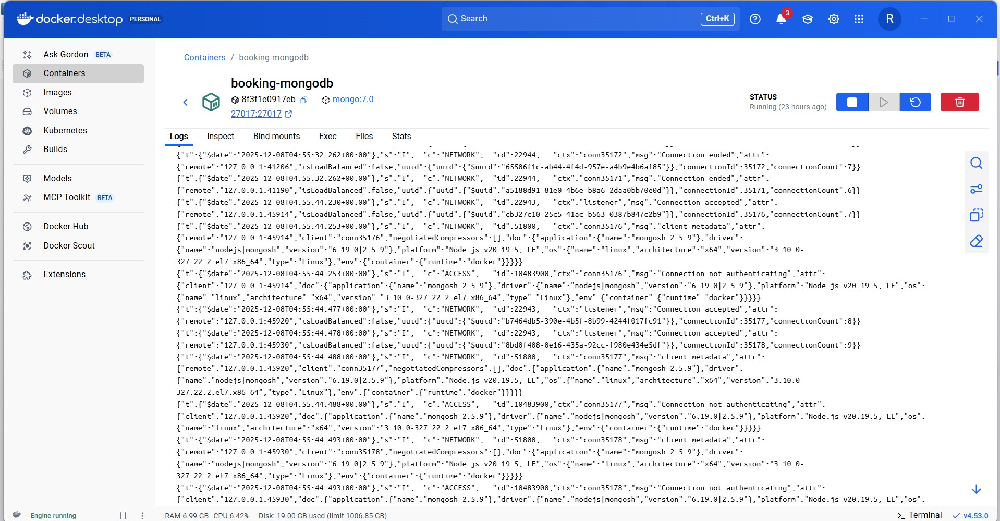 docker.desktop PERSONAL
Search
Ctrl+K
3
R
Ask Gordon BETA
Containers
Images
Volumes
Kubernetes
Builds
Models
MCP Toolkit BETA
Docker Hub
Docker Scout
Extensions
Containers / booking-mongodb
booking-mongodb
8f3f1e0917eb mongo:7.0
27017:27017
STATUS
Running (23 hours ago)
Logs Inspect Bind mounts Exec Files Stats
{"t":{"$date":"2025-12-08T04:55:32.262+00:00"},"s":"I", "c":"NETWORK", "id":22944, "ctx":"conn35172","msg":"Connection ended","attr":
{"remote":"127.0.0.1:41206","isLoadBalanced":false,"uuid":{"uuid":{"$uuid":"65506f1c-ab44-4f4d-957e-a4b9e4b6af85"}},"connectionId":35172,"connectionCount":7}}
{"t":{"$date":"2025-12-08T04:55:32.262+00:00"},"s":"I", "c":"NETWORK", "id":22944, "ctx":"conn35171","msg":"Connection ended","attr":
{"remote":"127.0.0.1:41190","isLoadBalanced":false,"uuid":{"uuid":{"$uuid":"a5188d91-81e0-4b6e-b8a6-2daa0bb70e0d"}},"connectionId":35171,"connectionCount":6}}
{"t":{"$date":"2025-12-08T04:55:44.230+00:00"},"s":"I", "c":"NETWORK", "id":22943, "ctx":"listener","msg":"Connection accepted","attr":
{"remote":"127.0.0.1:45914","isLoadBalanced":false,"uuid":{"uuid":{"$uuid":"cb327c10-25c5-41ac-b563-0387b847c2b9"}},"connectionId":35176,"connectionCount":7}}
{"t":{"$date":"2025-12-08T04:55:44.253+00:00"},"s":"I", "c":"NETWORK", "id":51800, "ctx":"conn35176","msg":"client metadata","attr":
{"remote":"127.0.0.1:45914","client":"conn35176","negotiatedCompressors":[],"doc":{"application":{"name":"mongosh 2.5.9"},"driver":
{"name":"nodejs|mongosh","version":"6.19.0|2.5.9"},"platform":"Node.js v20.19.5, LE","os":{"name":"linux","architecture":"x64","version":"3.10.0-
327.22.2.el7.x86_64","type":"Linux"},"env":{"container":{"runtime":"docker"}}}}}
{"t":{"$date":"2025-12-08T04:55:44.253+00:00"},"s":"I", "c":"ACCESS", "id":10483900,"ctx":"conn35176","msg":"Connection not authenticating","attr":
{"client":"127.0.0.1:45914","doc":{"application":{"name":"mongosh 2.5.9"},"driver":{"name":"nodejs|mongosh","version":"6.19.0|2.5.9"},"platform":"Node.js v20.19.5, LE","os":
{"name":"linux","architecture":"x64","version":"3.10.0-327.22.2.el7.x86_64","type":"Linux"},"env":{"container":{"runtime":"docker"}}}}}
{"t":{"$date":"2025-12-08T04:55:44.477+00:00"},"s":"I", "c":"NETWORK", "id":22943, "ctx":"listener","msg":"Connection accepted","attr":
{"remote":"127.0.0.1:45920","isLoadBalanced":false,"uuid":{"uuid":{"$uuid":"b7464db5-390e-4b5f-8b99-4244f017fc91"}},"connectionId":35177,"connectionCount":8}}
{"t":{"$date":"2025-12-08T04:55:44.478+00:00"},"s":"I", "c":"NETWORK", "id":22943, "ctx":"listener","msg":"Connection accepted","attr":
{"remote":"127.0.0.1:45930","isLoadBalanced":false,"uuid":{"uuid":{"$uuid":"8bd0f408-0e16-435a-92cc-f980e434e5df"}},"connectionId":35178,"connectionCount":9}}
{"t":{"$date":"2025-12-08T04:55:44.488+00:00"},"s":"I", "c":"NETWORK", "id":51800, "ctx":"conn35177","msg":"client metadata","attr":
{"remote":"127.0.0.1:45920","client":"conn35177","negotiatedCompressors":[],"doc":{"application":{"name":"mongosh 2.5.9"},"driver":
{"name":"nodejs|mongosh","version":"6.19.0|2.5.9"},"platform":"Node.js v20.19.5, LE","os":{"name":"linux","architecture":"x64","version":"3.10.0-
327.22.2.el7.x86_64","type":"Linux"},"env":{"container":{"runtime":"docker"}}}}}
{"t":{"$date":"2025-12-08T04:55:44.488+00:00"},"s":"I", "c":"ACCESS", "id":10483900,"ctx":"conn35177","msg":"Connection not authenticating","attr":
{"client":"127.0.0.1:45920","doc":{"application":{"name":"mongosh 2.5.9"},"driver":{"name":"nodejs|mongosh","version":"6.19.0|2.5.9"},"platform":"Node.js v20.19.5, LE","os":
{"name":"linux","architecture":"x64","version":"3.10.0-327.22.2.el7.x86_64","type":"Linux"},"env":{"container":{"runtime":"docker"}}}}}
{"t":{"$date":"2025-12-08T04:55:44.493+00:00"},"s":"I", "c":"NETWORK", "id":51800, "ctx":"conn35178","msg":"client metadata","attr":
{"remote":"127.0.0.1:45930","client":"conn35178","negotiatedCompressors":[],"doc":{"application":{"name":"mongosh 2.5.9"},"driver":
{"name":"nodejs|mongosh","version":"6.19.0|2.5.9"},"platform":"Node.js v20.19.5, LE","os":{"name":"linux","architecture":"x64","version":"3.10.0-
327.22.2.el7.x86_64","type":"Linux"},"env":{"container":{"runtime":"docker"}}}}}
{"t":{"$date":"2025-12-08T04:55:44.493+00:00"},"s":"I", "c":"ACCESS", "id":10483900,"ctx":"conn35178","msg":"Connection not authenticating","attr":
{"client":"127.0.0.1:45930","doc":{"application":{"name":"mongosh 2.5.9"},"driver":{"name":"nodejs|mongosh","version":"6.19.0|2.5.9"},"platform":"Node.js v20.19.5, LE","os":
Engine running
RAM 6.99 GB CPU 6.42% Disk: 19.00 GB used (limit 1006.85 GB)
Terminal
v4.53.0